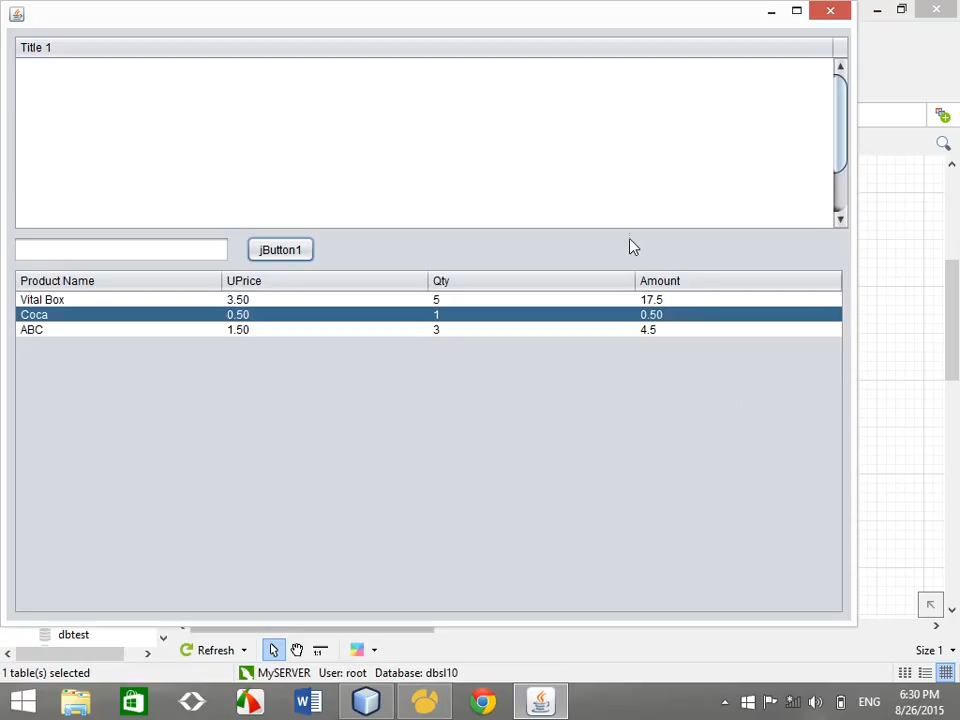 Title 1
jButton1
Product Name UPrice Qty Amount
Vital Box 3.50 5 17.5
Coca 0.50 1 0.50
ABC 1.50 3 4.5
dbtest
Refresh
1:1
Size 1
1 table(s) selected
MySERVER User: root Database: dbsl10
ENG
6:30 PM
8/26/2015